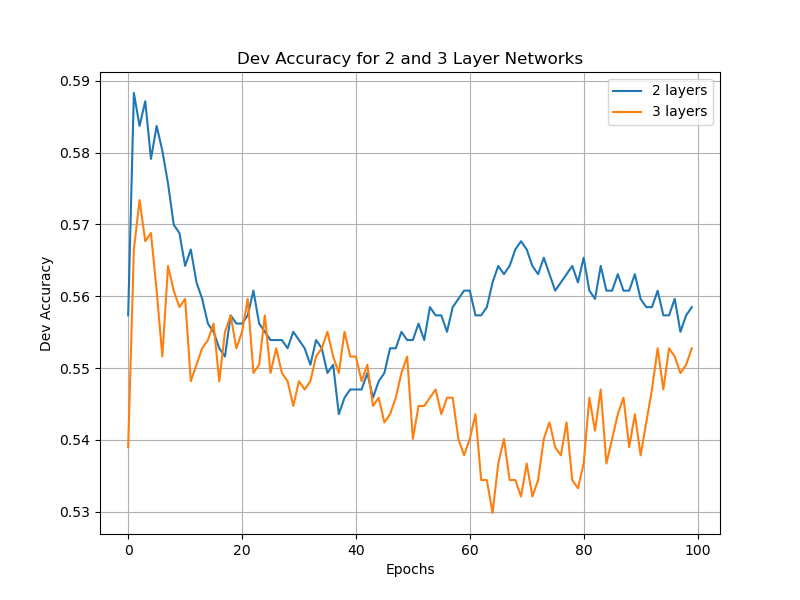 Dev Accuracy for 2 and 3 Layer Networks
2 layers
3 layers
Dev Accuracy
0.59
0.58
0.57
0.56
0.55
0.54
0.53
0
20
40
60
80
100
Epochs